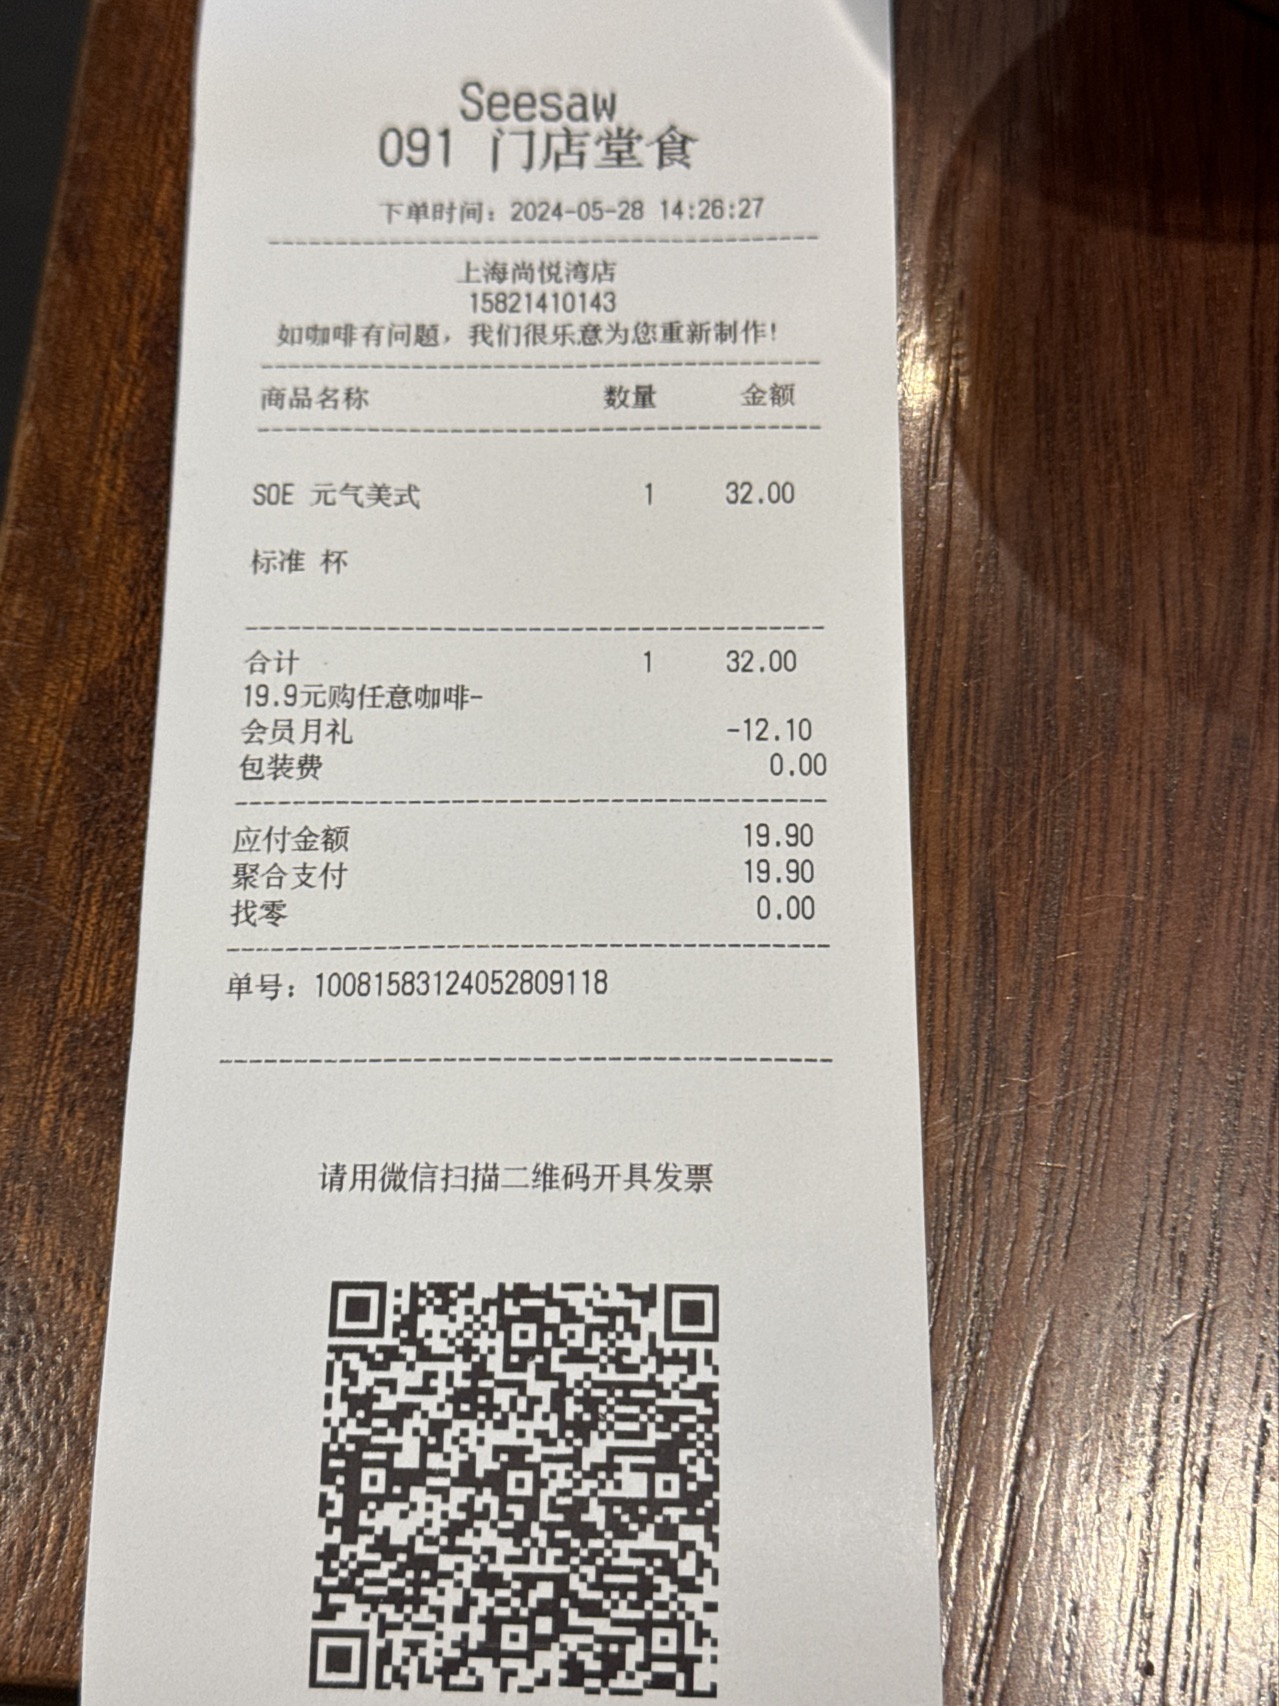 Seesaw
091 门店堂食
下单时间：2024-05-28 14:26:27
上海尚悦湾店
15821410143
如咖啡有问题，我们很乐意为您重新制作！
商品名称 数量 金额
SOE 元气美式 1 32.00
标准 杯
合计 1 32.00
19.9元购任意咖啡-
会员月礼 -12.10
包装费 0.00
应付金额 19.90
聚合支付 19.90
找零 0.00
单号：10081583124052809118
请用微信扫描二维码开具发票